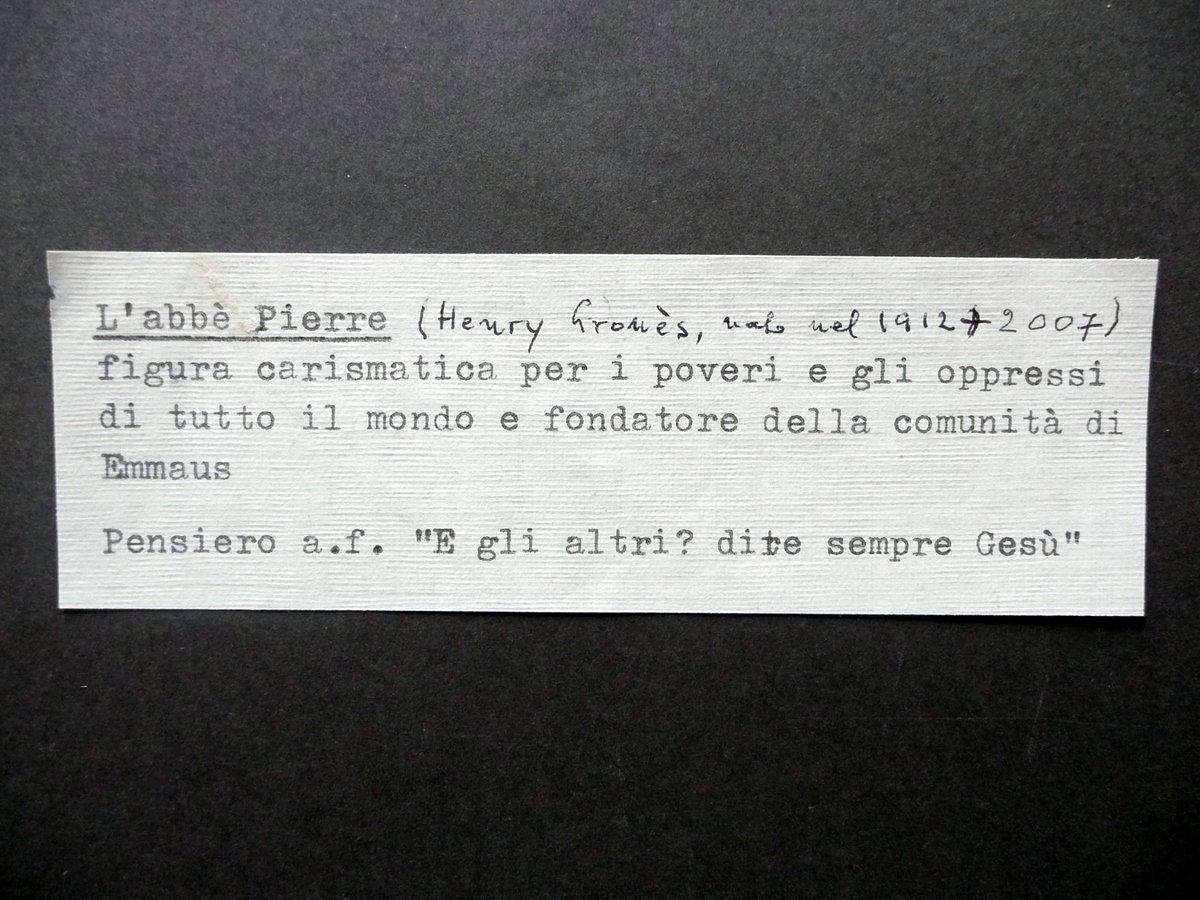 L'abbè Pierre (Henry Grouès, nato nel 1912 + 2007)
figura carismatica per i poveri e gli oppressi
di tutto il mondo e fondatore della comunità di
Emmaus
Pensiero a.f. "E gli altri? dite sempre Gesù"